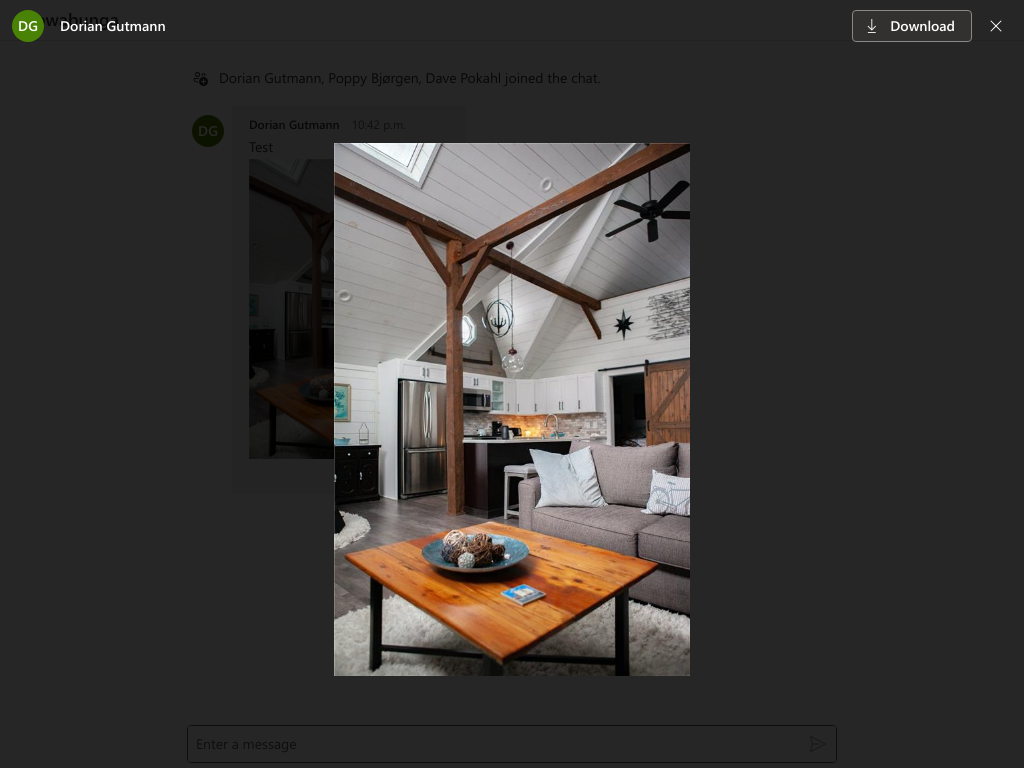 DG
Dorian Gutmann
Download
Dorian Gutmann, Poppy Bjørgen, Dave Pokahl joined the chat.
DG
Dorian Gutmann 10:42 p.m.
Test
Enter a message